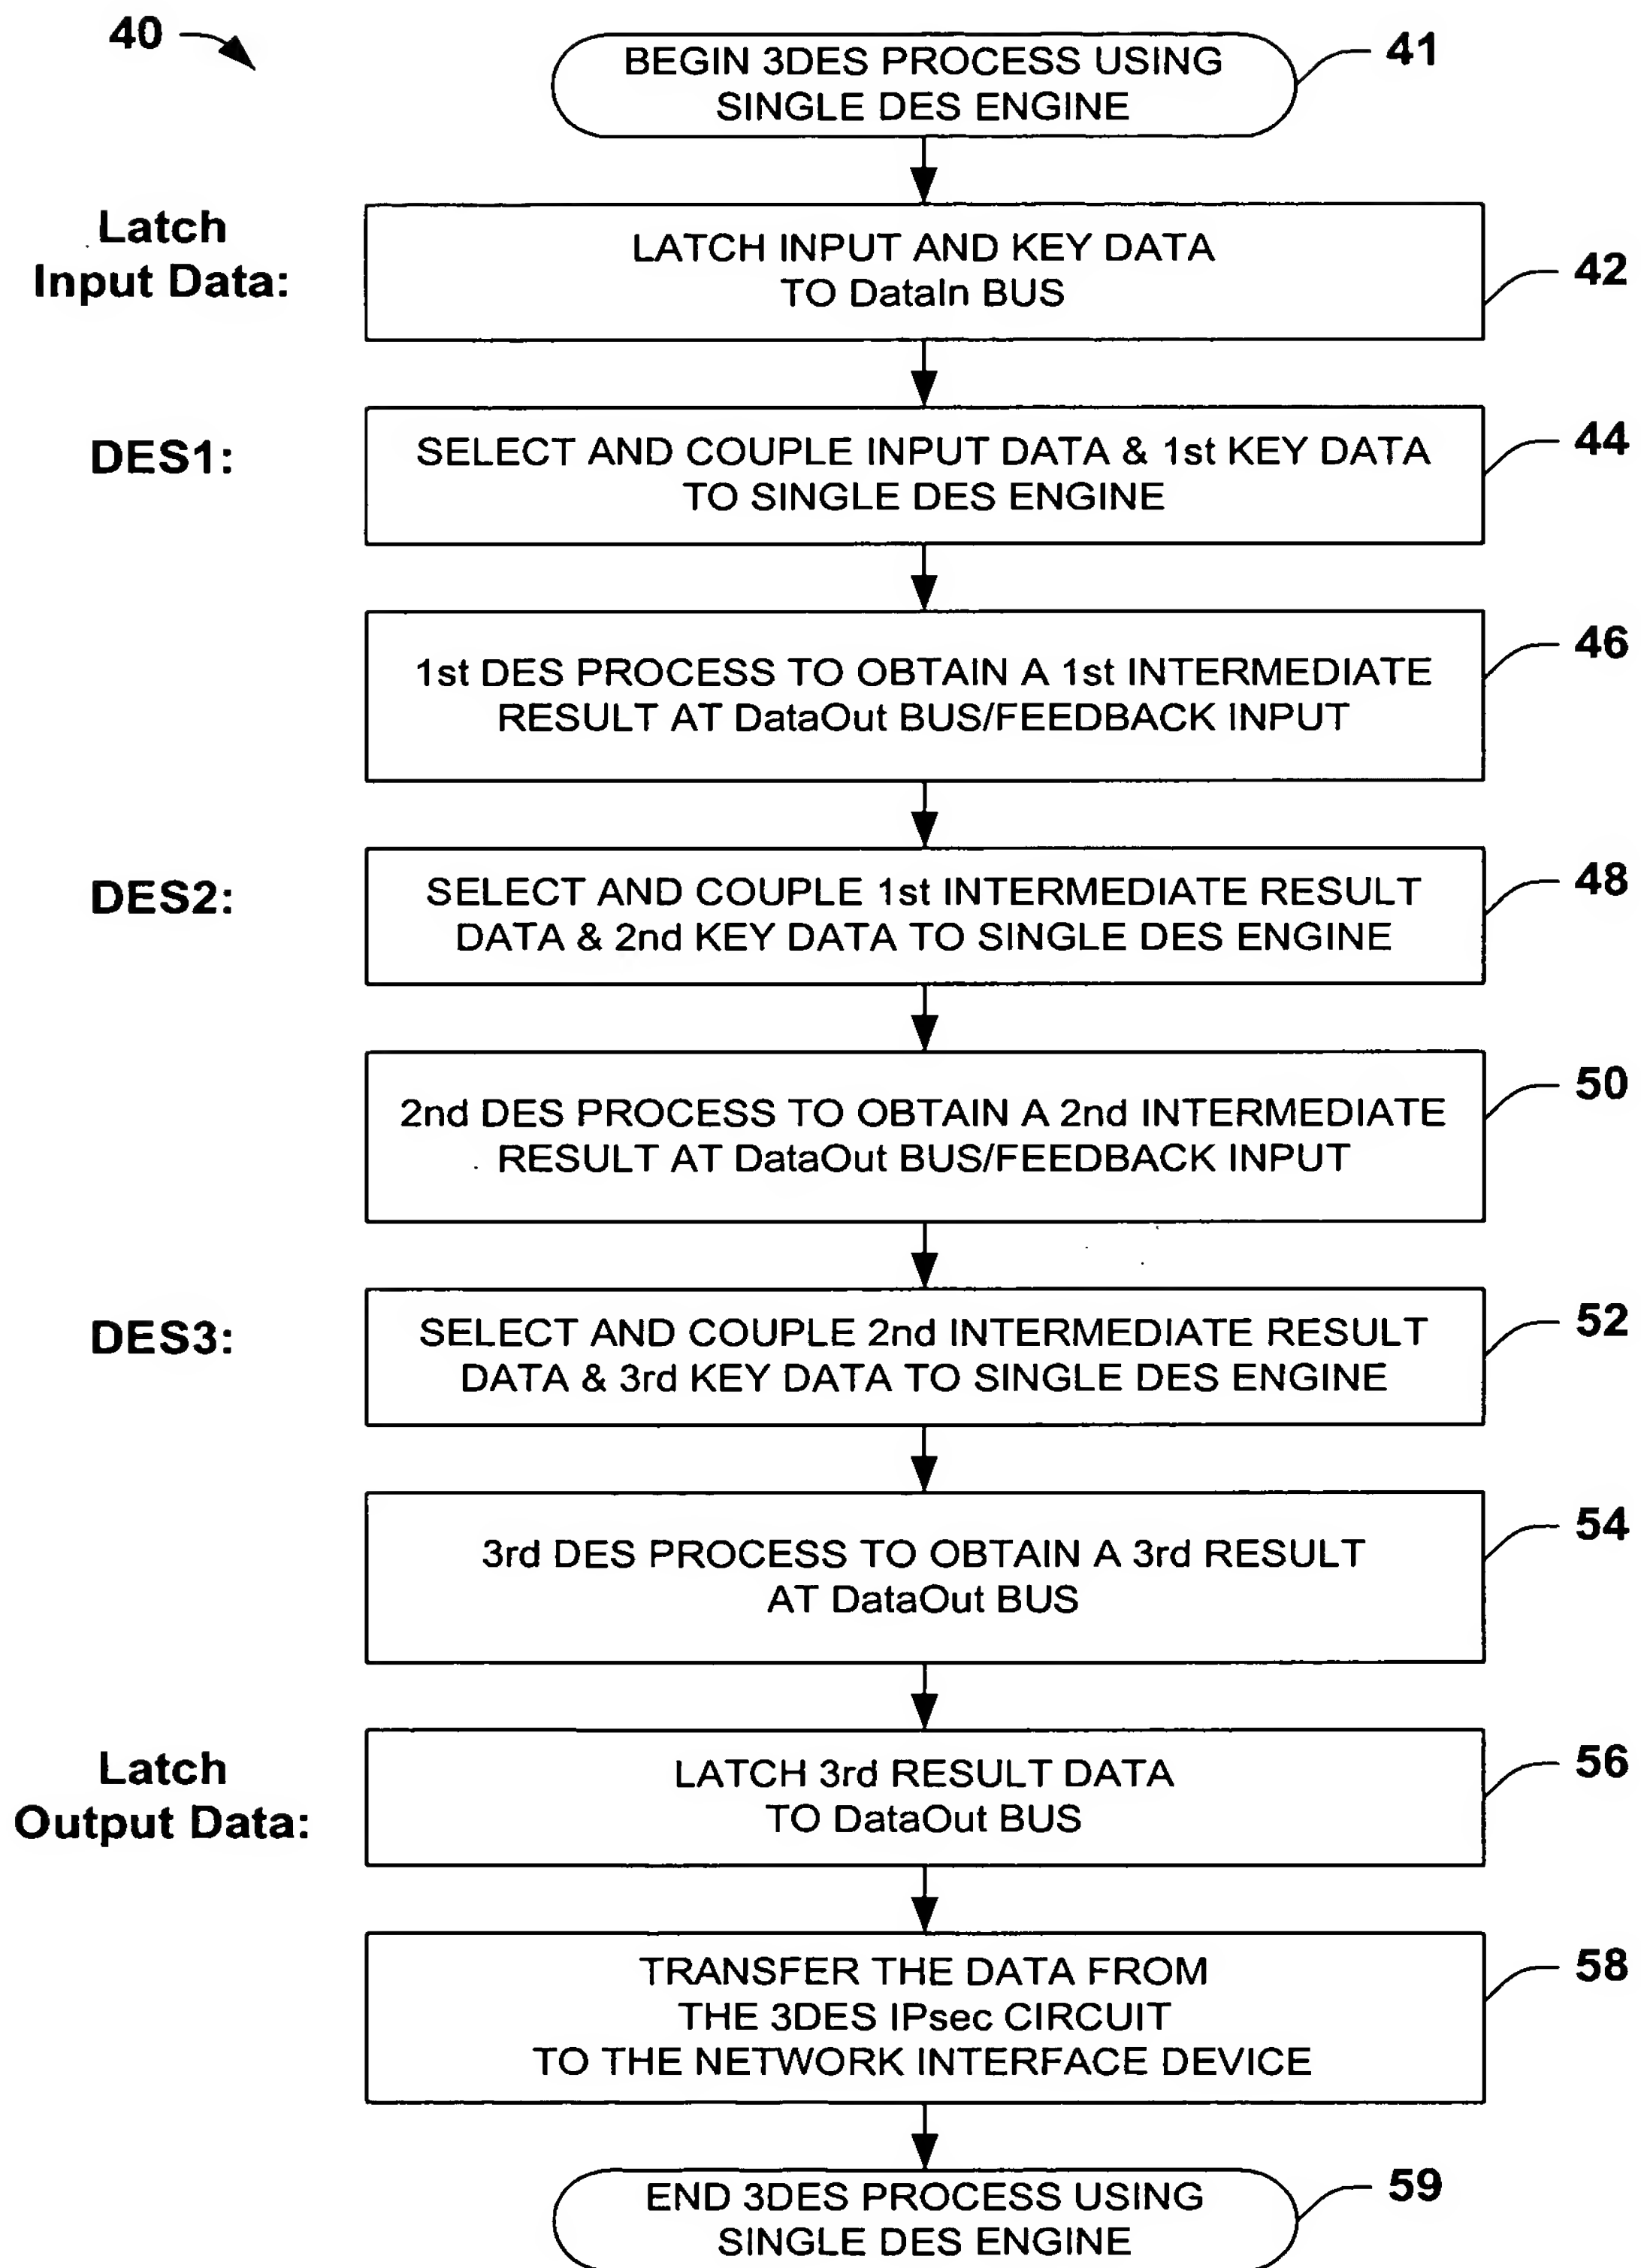 40
BEGIN 3DES PROCESS USING
SINGLE DES ENGINE
41
Latch
Input Data:
LATCH INPUT AND KEY DATA
TO DataIn BUS
42
DES1:
SELECT AND COUPLE INPUT DATA & 1st KEY DATA
TO SINGLE DES ENGINE
44
1st DES PROCESS TO OBTAIN A 1st INTERMEDIATE
RESULT AT DataOut BUS/FEEDBACK INPUT
46
DES2:
SELECT AND COUPLE 1st INTERMEDIATE RESULT
DATA & 2nd KEY DATA TO SINGLE DES ENGINE
48
2nd DES PROCESS TO OBTAIN A 2nd INTERMEDIATE
RESULT AT DataOut BUS/FEEDBACK INPUT
50
DES3:
SELECT AND COUPLE 2nd INTERMEDIATE RESULT
DATA & 3rd KEY DATA TO SINGLE DES ENGINE
52
3rd DES PROCESS TO OBTAIN A 3rd RESULT
AT DataOut BUS
54
Latch
Output Data:
LATCH 3rd RESULT DATA
TO DataOut BUS
56
TRANSFER THE DATA FROM
THE 3DES IPsec CIRCUIT
TO THE NETWORK INTERFACE DEVICE
58
END 3DES PROCESS USING
SINGLE DES ENGINE
59